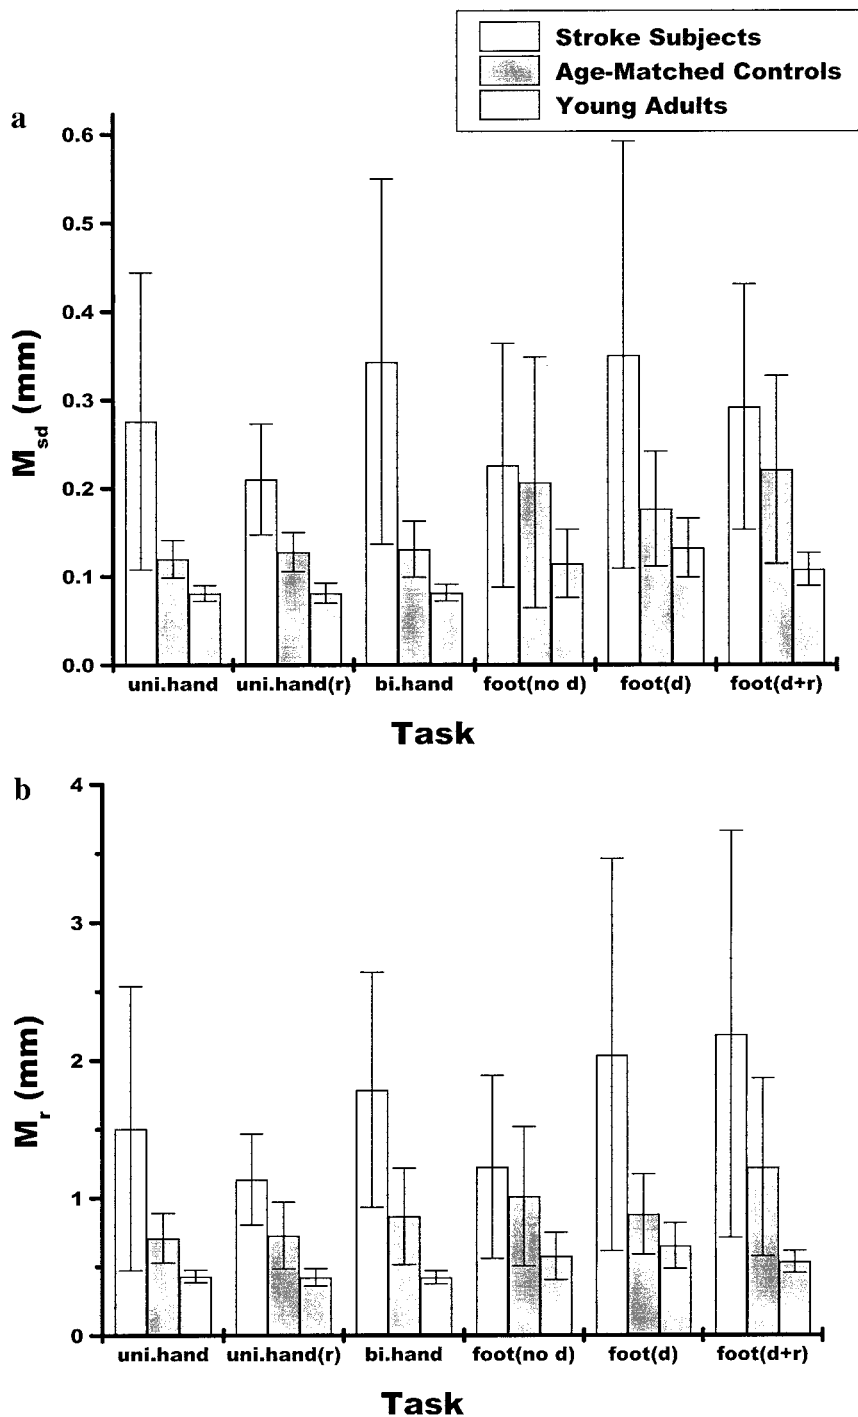 Stroke Subjects
Age-Matched Controls
Young Adults
a
0.6
0.5
0.4
0.3
0.2
0.1
0.0
M_sd (mm)
uni.hand uni.hand(r) bi.hand foot(no d) foot(d) foot(d+r)
Task
b
4
3
2
1
0
M_r (mm)
uni.hand uni.hand(r) bi.hand foot(no d) foot(d) foot(d+r)
Task